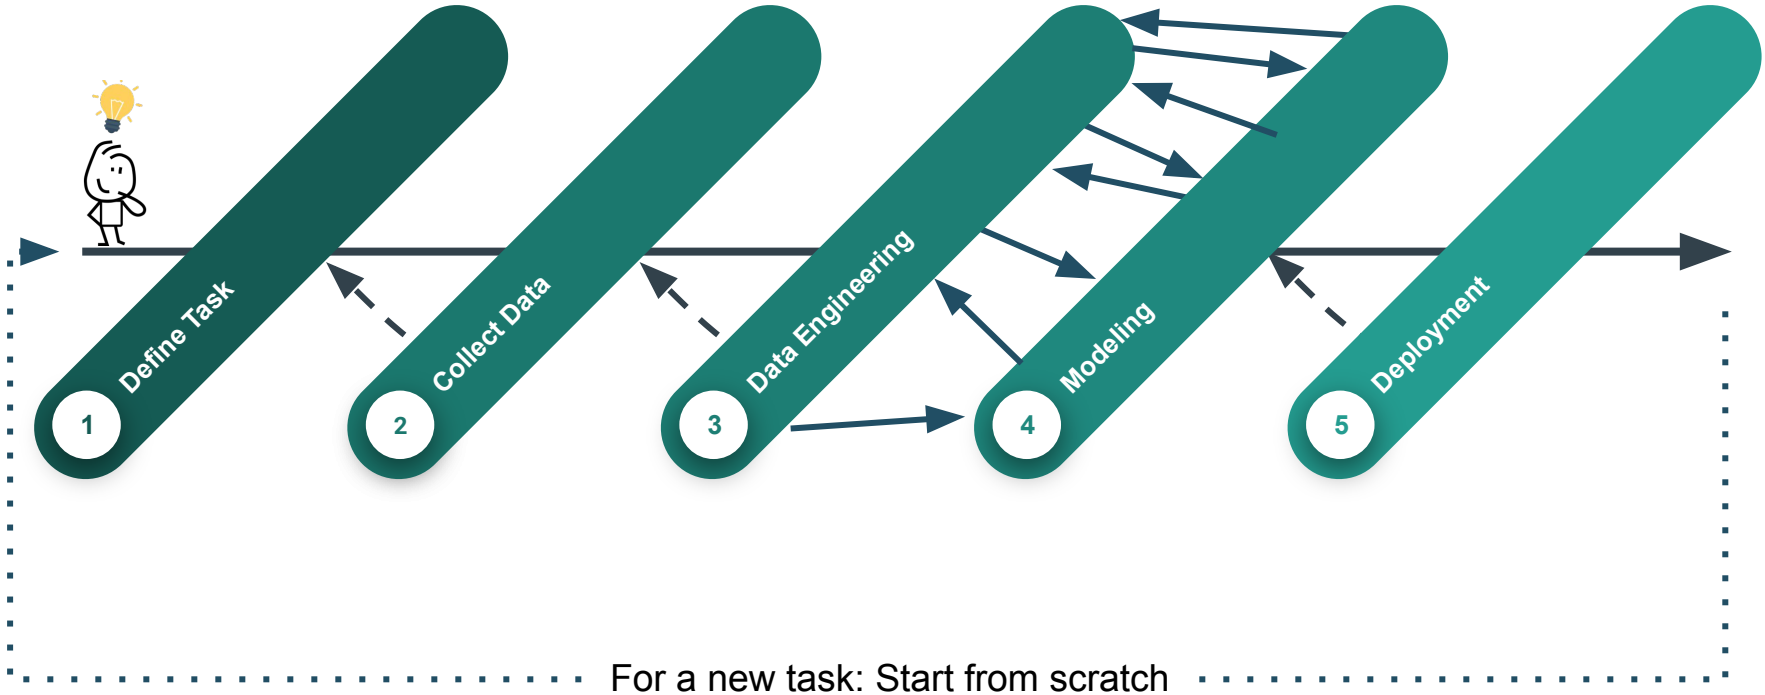 1
Define Task
2
Collect Data
3
Data Engineering
4
Modeling
5
Deployment
For a new task: Start from scratch